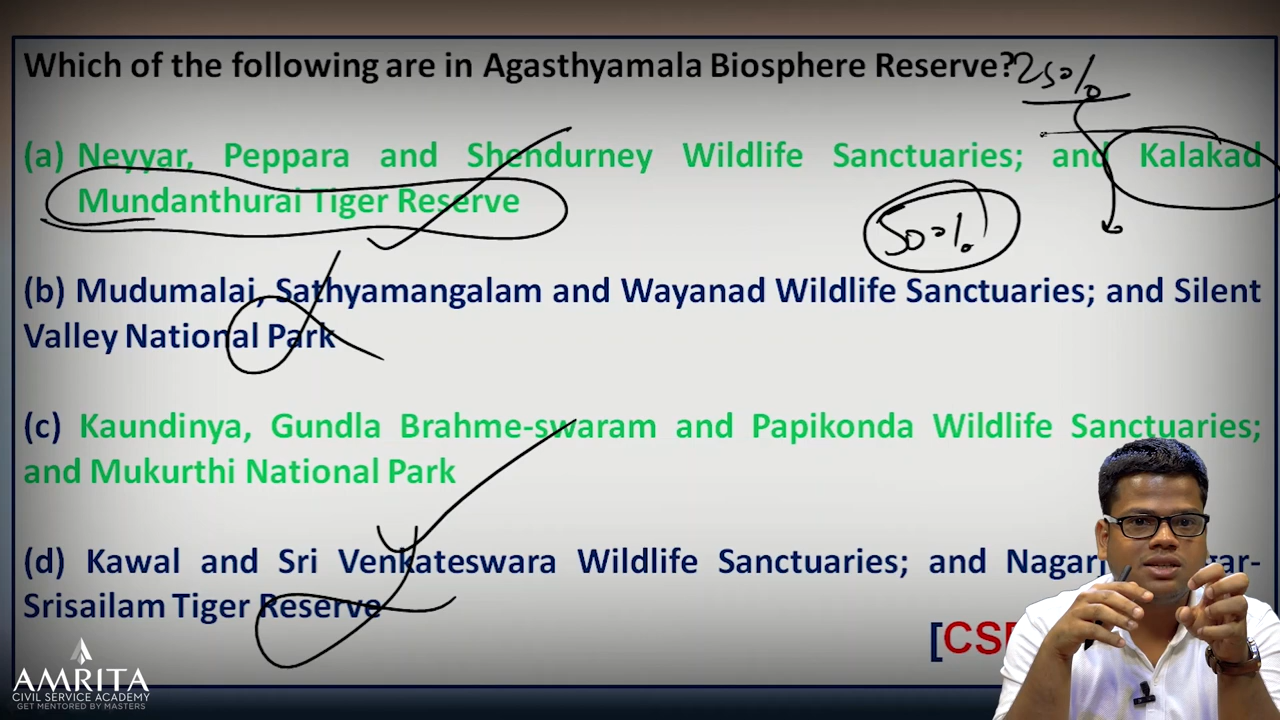 Which of the following are in Agasthyamala Biosphere Reserve?
25%
(a) Neyyar, Peppara and Shendurney Wildlife Sanctuaries; and Kalakad
Mundanthurai Tiger Reserve
50%
(b) Mudumalai, Sathyamangalam and Wayanad Wildlife Sanctuaries; and Silent
Valley National Park
(c) Kaundinya, Gundla Brahme-swaram and Papikonda Wildlife Sanctuaries;
and Mukurthi National Park
(d) Kawal and Sri Venkateswara Wildlife Sanctuaries; and
Srisailam Tiger Reserve
AMRITA
CIVIL SERVICE ACADEMY
GET MENTORED BY MASTERS